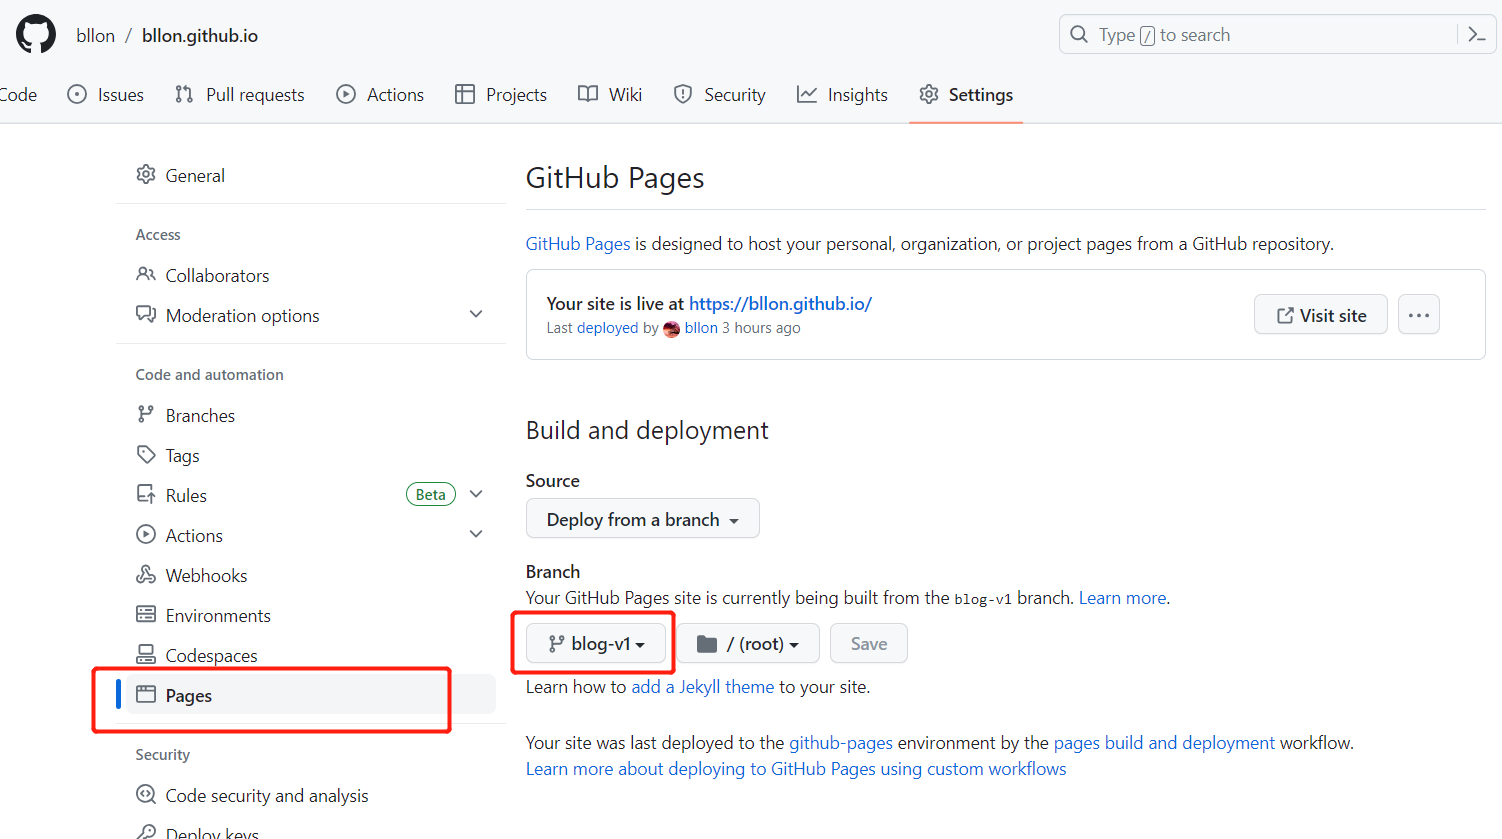 bllon / bllon.github.io
Type / to search
Code Issues Pull requests Actions Projects Wiki Security Insights Settings
General
Access
Collaborators
Moderation options
Code and automation
Branches
Tags
Rules Beta
Actions
Webhooks
Environments
Codespaces
Pages
Security
Code security and analysis
Deploy keys
GitHub Pages
GitHub Pages is designed to host your personal, organization, or project pages from a GitHub repository.
Your site is live at https://bllon.github.io/
Last deployed by bllon 3 hours ago
Visit site
Build and deployment
Source
Deploy from a branch
Branch
Your GitHub Pages site is currently being built from the blog-v1 branch. Learn more.
blog-v1 / (root) Save
Learn how to add a Jekyll theme to your site.
Your site was last deployed to the github-pages environment by the pages build and deployment workflow.
Learn more about deploying to GitHub Pages using custom workflows